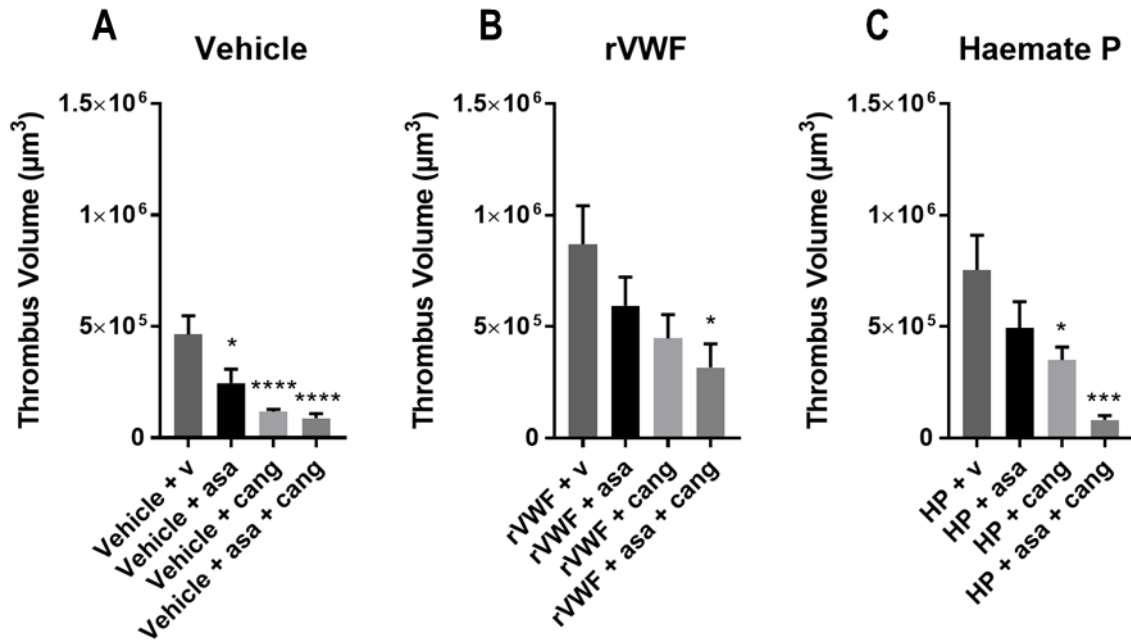 A
Vehicle
Thrombus Volume (µm³)
1.5×10⁶
1×10⁶
5×10⁵
0
*
****
****
Vehicle + v
Vehicle + asa
Vehicle + cang
Vehicle + asa + cang
B
rVWF
Thrombus Volume (µm³)
1.5×10⁶
1×10⁶
5×10⁵
0
*
rVWF + v
rVWF + asa
rVWF + cang
rVWF + asa + cang
C
Haemate P
Thrombus Volume (µm³)
1.5×10⁶
1×10⁶
5×10⁵
0
*
***
HP + v
HP + asa
HP + cang
HP + asa + cang